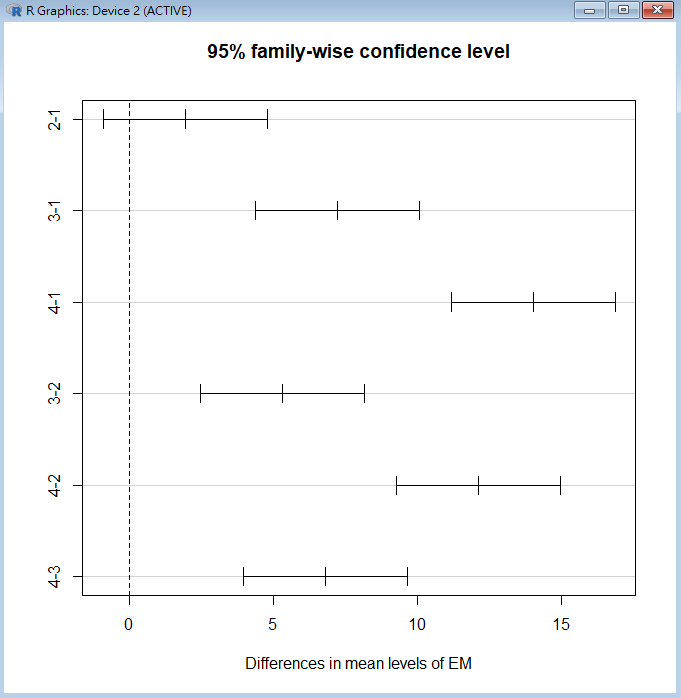 R Graphics: Device 2 (ACTIVE)
95% family-wise confidence level
2-1
3-1
4-1
3-2
4-2
4-3
0 5 10 15
Differences in mean levels of EM